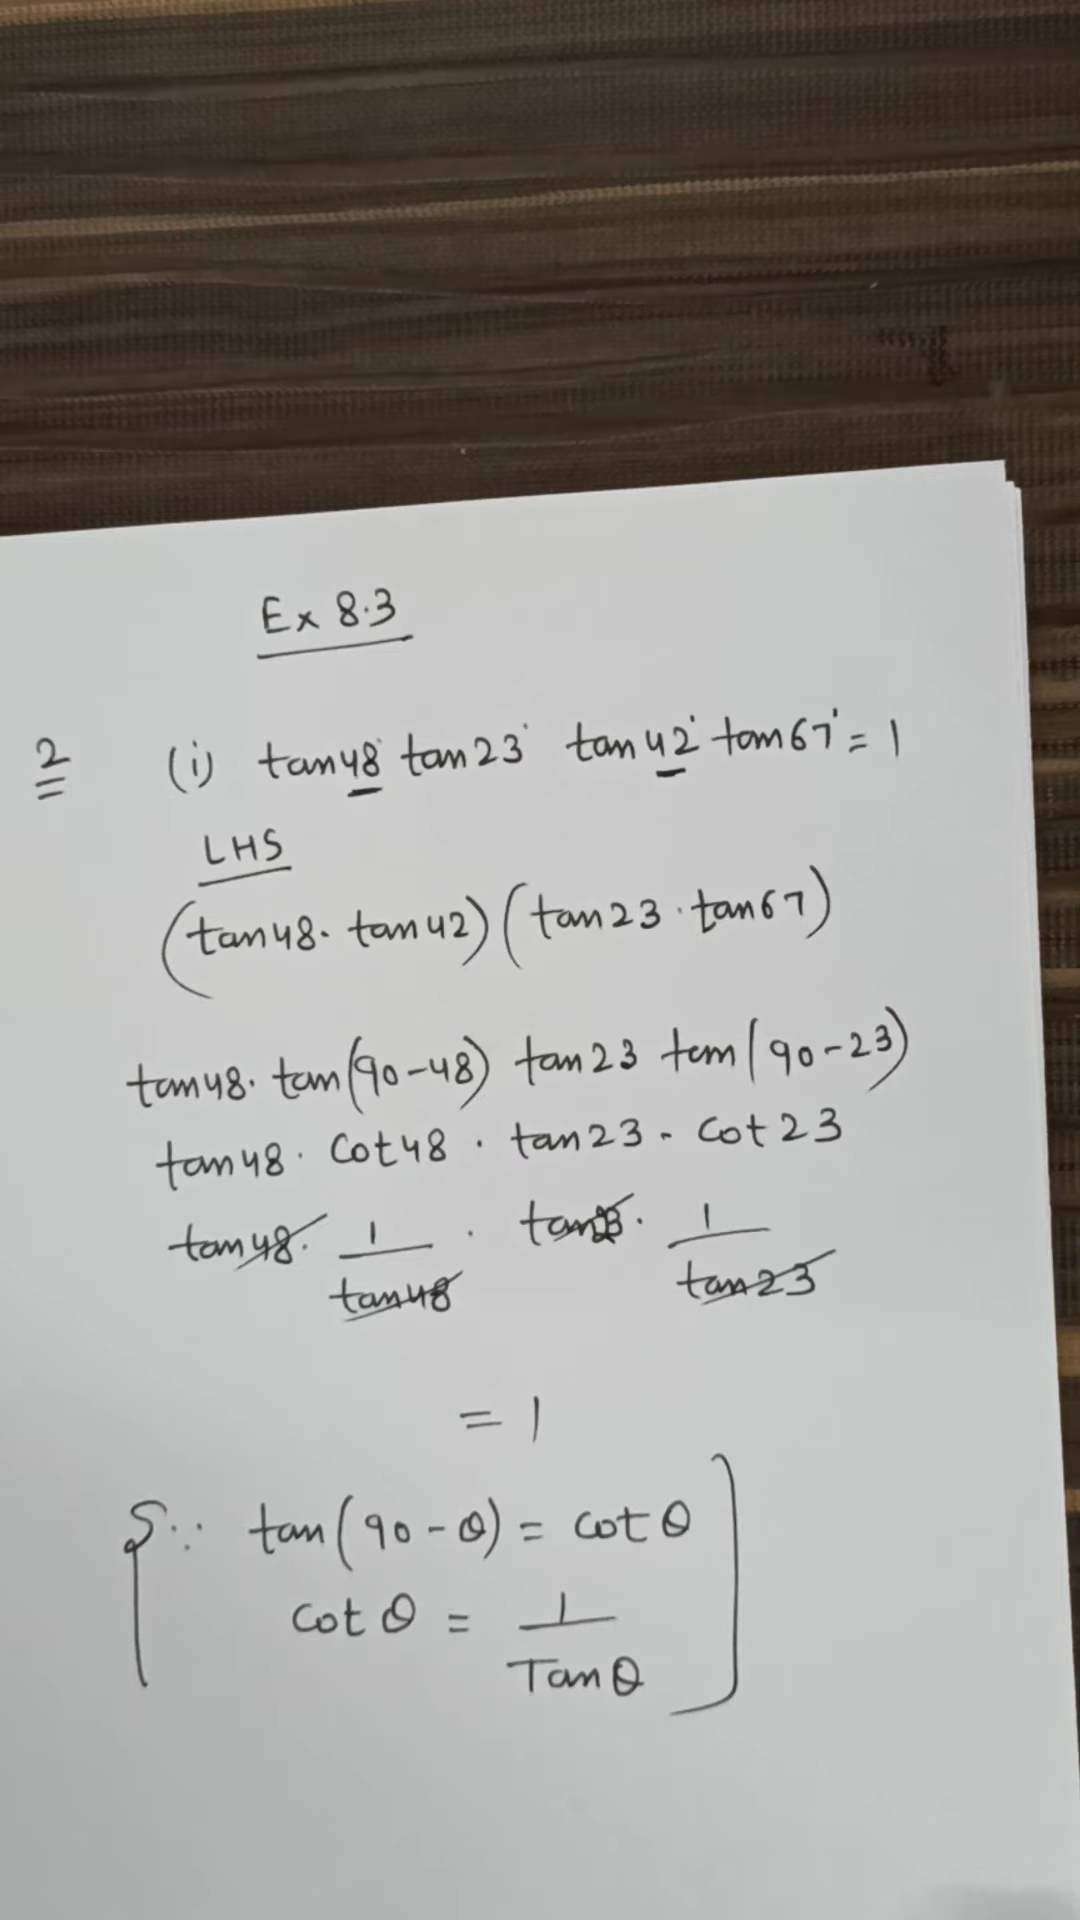 Ex 8.3
2 (i) tan48° tan23° tan42° tan67° = 1
LHS
(tan48. tan42) (tan23 . tan67)
tan48. tan(90-48) tan23 tan(90-23)
tan48. Cot48 . tan23 . Cot23
tan48. 1/tan48 . tan23. 1/tan23
= 1
∵ tan(90-θ) = cotθ
cotθ = 1/Tanθ